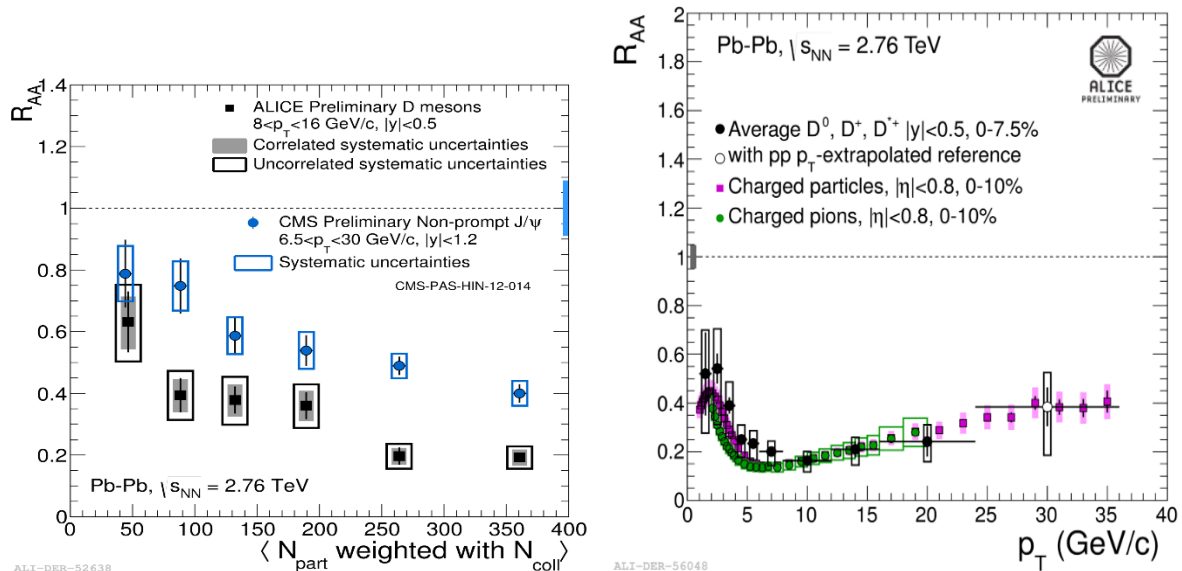 R_AA
1.4
1.2
1
0.8
0.6
0.4
0.2
0
ALICE Preliminary D mesons
8<p_T<16 GeV/c, |y|<0.5
Correlated systematic uncertainties
Uncorrelated systematic uncertainties
CMS Preliminary Non-prompt J/ψ
6.5<p_T<30 GeV/c, |y|<1.2
Systematic uncertainties
CMS-PAS-HIN-12-014
Pb-Pb, √s_NN = 2.76 TeV
0 50 100 150 200 250 300 350 400
⟨ N_part weighted with N_coll ⟩
ALI-DER-52638
R_AA
2
1.8
1.6
1.4
1.2
1
0.8
0.6
0.4
0.2
0
Pb-Pb, √s_NN = 2.76 TeV
ALICE
PRELIMINARY
Average D⁰, D⁺, D*⁺ |y|<0.5, 0-7.5%
with pp p_T-extrapolated reference
Charged particles, |η|<0.8, 0-10%
Charged pions, |η|<0.8, 0-10%
0 5 10 15 20 25 30 35 40
p_T (GeV/c)
ALI-DER-56048